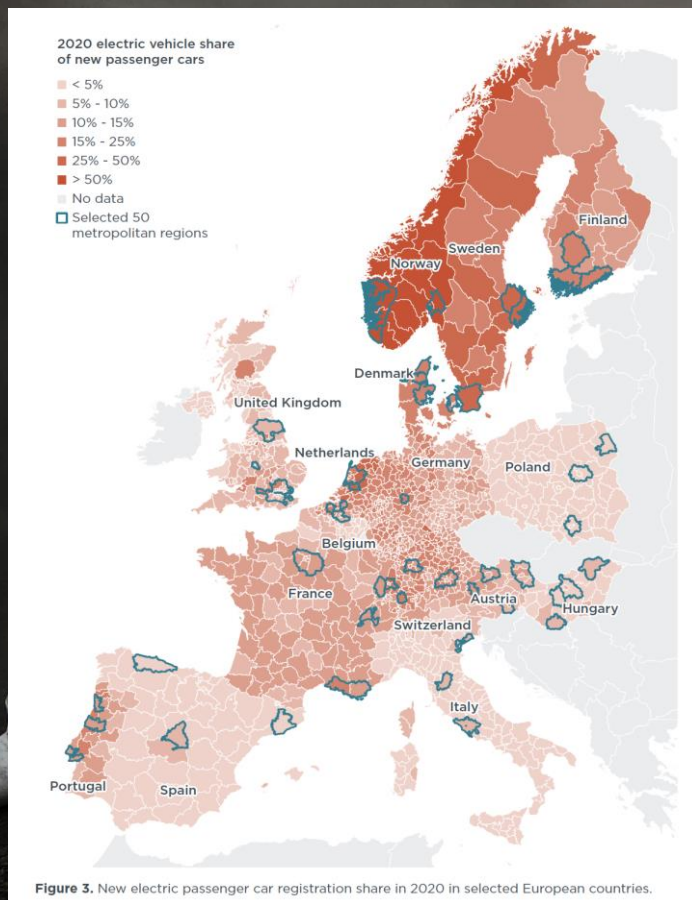 2020 electric vehicle share
of new passenger cars
< 5%
5% - 10%
10% - 15%
15% - 25%
25% - 50%
> 50%
No data
Selected 50
metropolitan regions
Finland
Sweden
Norway
Denmark
United Kingdom
Netherlands
Germany
Poland
Belgium
France
Austria
Hungary
Switzerland
Italy
Portugal
Spain
Figure 3. New electric passenger car registration share in 2020 in selected European countries.